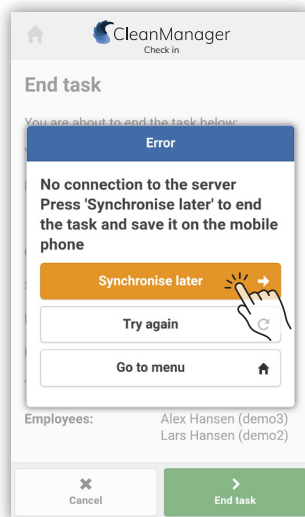 CleanManager
Check in
End task
You are about to end the task below:
Error
No connection to the server
Press 'Synchronise later' to end
the task and save it on the mobile
phone
Synchronise later
Try again
Go to menu
Employees: Alex Hansen (demo3)
Lars Hansen (demo2)
Cancel
End task